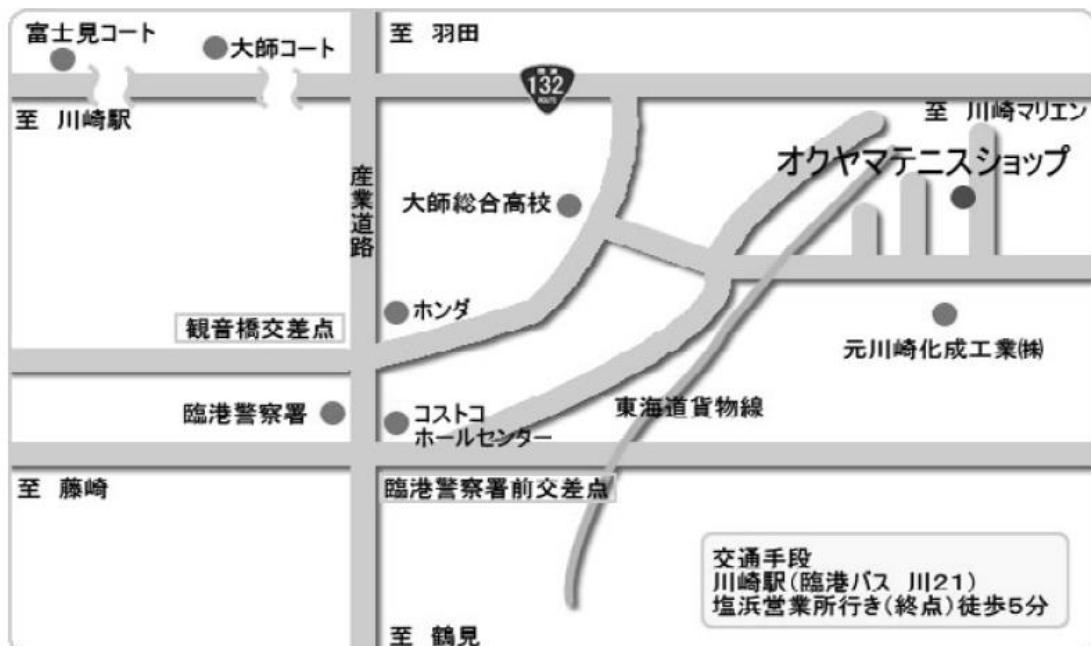 富士見コート
大師コート
至 羽田
国道
132
ROUTE
至 川崎駅
至 川崎マリエン
オクヤマテニスショップ
産業道路
大師総合高校
ホンダ
観音橋交差点
元川崎化成工業㈱
臨港警察署
コストコ
ホールセンター
東海道貨物線
至 藤崎
臨港警察署前交差点
交通手段
川崎駅(臨港バス 川21)
塩浜営業所行き(終点)徒歩5分
至 鶴見